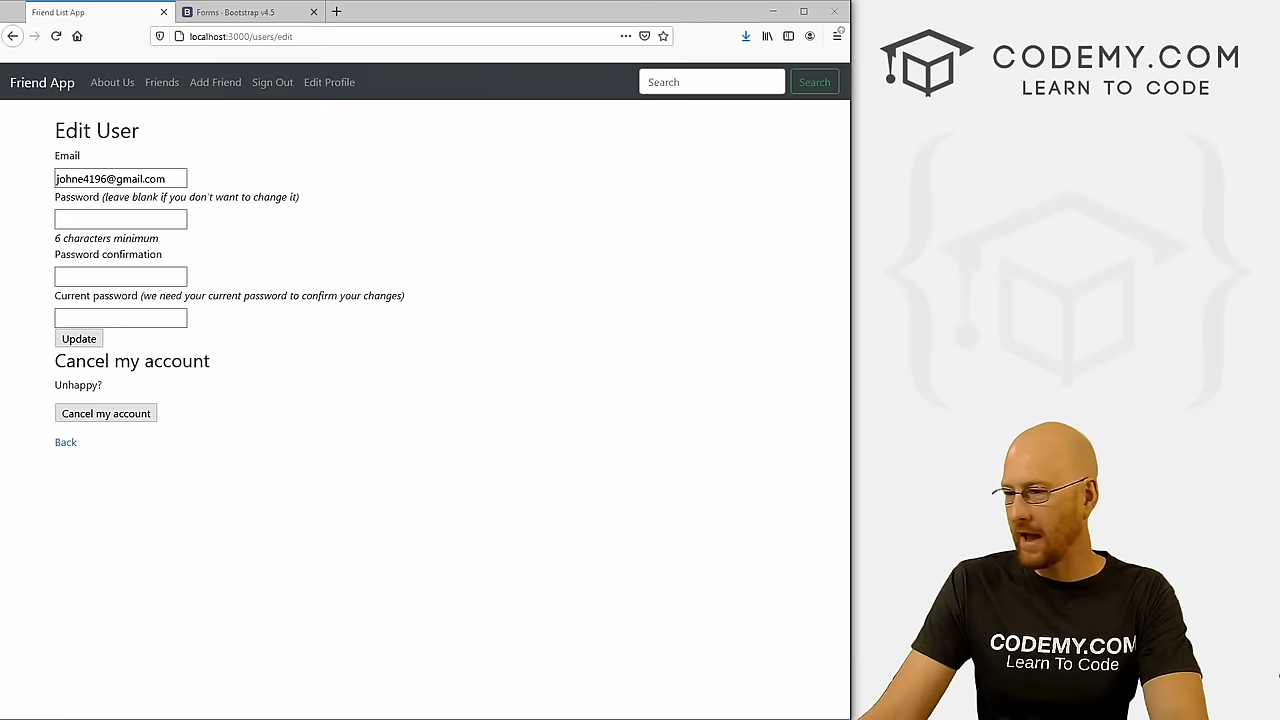 Friend List App
Forms · Bootstrap v4.5
localhost:3000/users/edit
Friend App
About Us
Friends
Add Friend
Sign Out
Edit Profile
Search
Search
Edit User
Email
johne4196@gmail.com
Password (leave blank if you don't want to change it)
6 characters minimum
Password confirmation
Current password (we need your current password to confirm your changes)
Update
Cancel my account
Unhappy?
Cancel my account
Back
CODEMY.COM
LEARN TO CODE
CODEMY.COM
Learn To Code